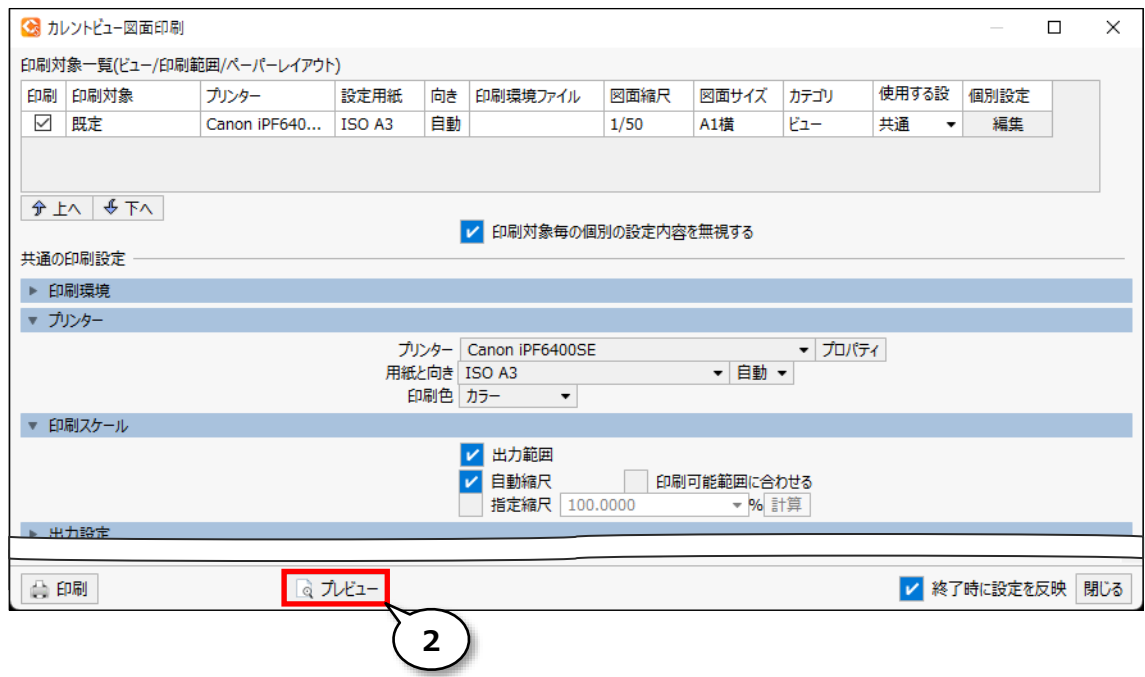 カレントビュー図面印刷
印刷対象一覧(ビュー/印刷範囲/ペーパーレイアウト)
印刷 印刷対象 プリンター 設定用紙 向き 印刷環境ファイル 図面縮尺 図面サイズ カテゴリ 使用する設 個別設定
既定 Canon iPF640... ISO A3 自動 1/50 A1横 ビュー 共通 編集
上へ 下へ
印刷対象毎の個別の設定内容を無視する
共通の印刷設定
印刷環境
プリンター
プリンター Canon iPF6400SE プロパティ
用紙と向き ISO A3 自動
印刷色 カラー
印刷スケール
出力範囲
自動縮尺 印刷可能範囲に合わせる
指定縮尺 100.0000 % 計算
出力設定
印刷 プレビュー 終了時に設定を反映 閉じる
2